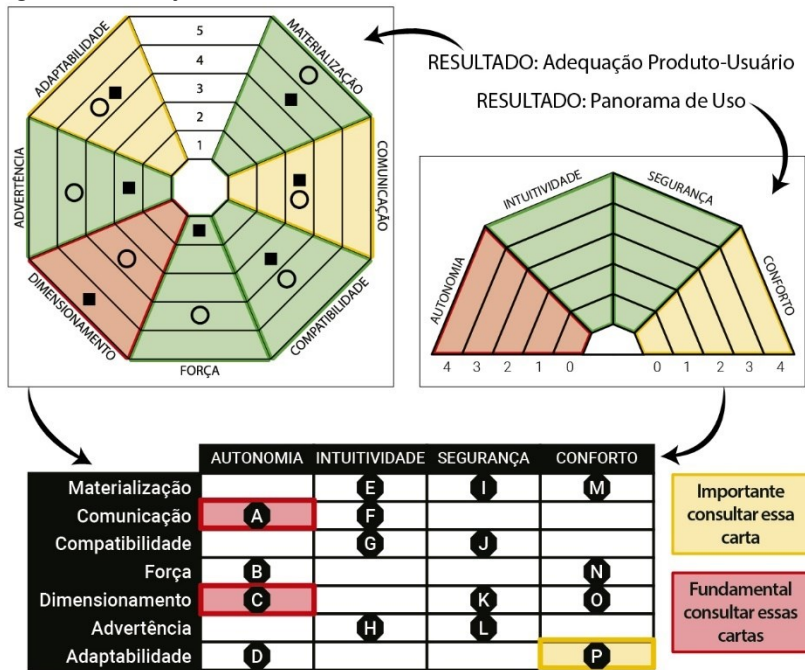 RESULTADO: Adequação Produto-Usuário
RESULTADO: Panorama de Uso
5
4
3
2
1
ADAPTABILIDADE
MATERIALIZAÇÃO
ADVERTÊNCIA
COMUNICAÇÃO
DIMENSIONAMENTO
COMPATIBILIDADE
FORÇA
INTUITIVIDADE
SEGURANÇA
AUTONOMIA
CONFORTO
4 3 2 1 0 0 1 2 3 4
AUTONOMIA INTUITIVIDADE SEGURANÇA CONFORTO
Materialização E I M
Comunicação A F
Compatibilidade G J
Força B N
Dimensionamento C K O
Advertência H L
Adaptabilidade D P
Importante
consultar essa
carta
Fundamental
consultar essas
cartas